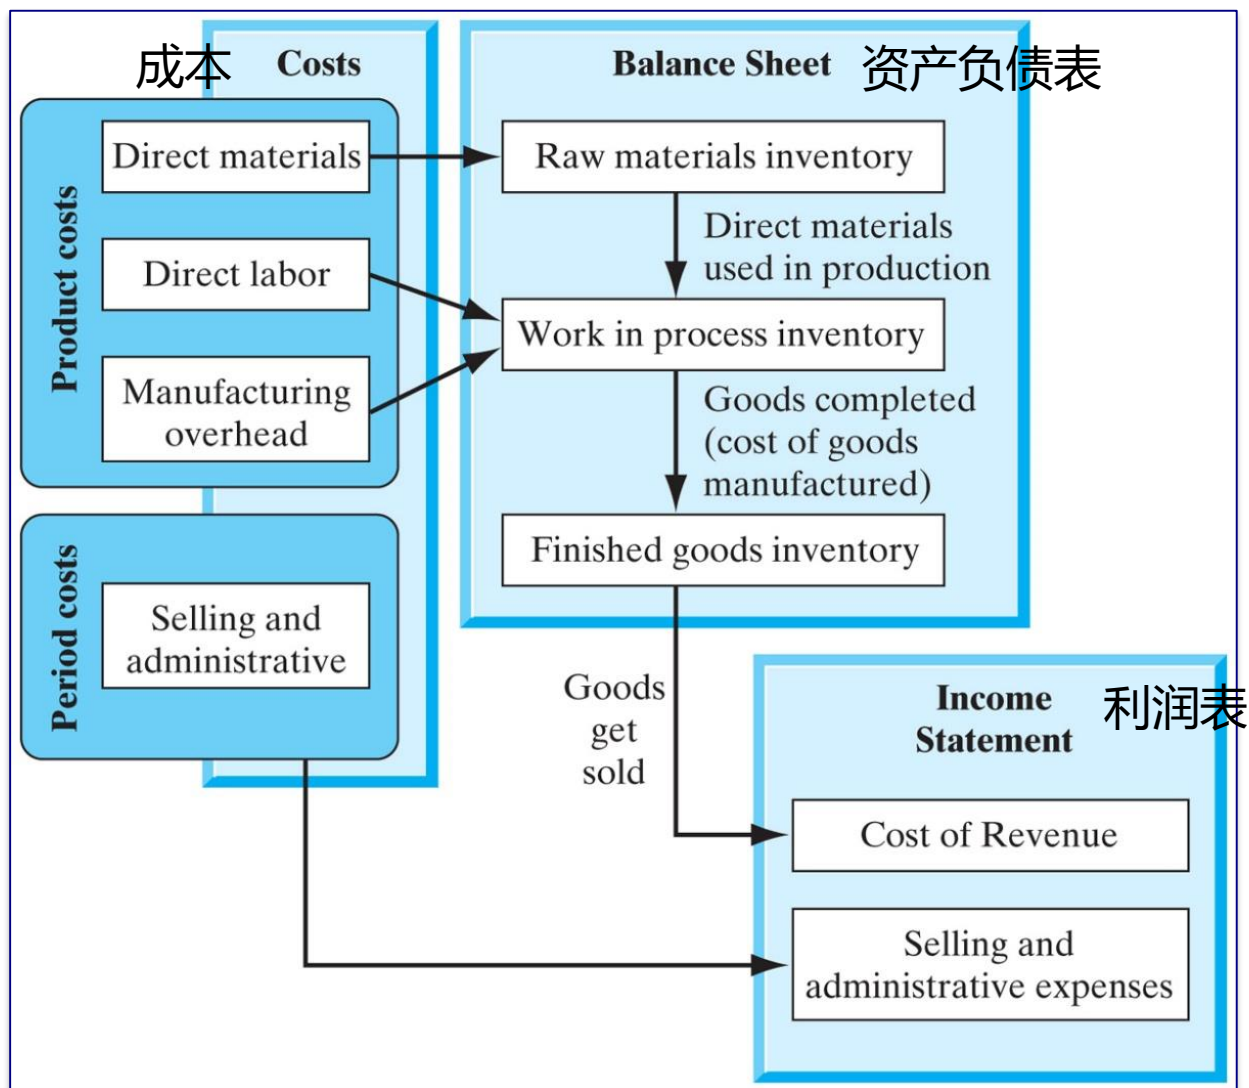 成本
Costs
Product costs
Direct materials
Direct labor
Manufacturing
overhead
Period costs
Selling and
administrative
Balance Sheet
资产负债表
Raw materials inventory
Direct materials
used in production
Work in process inventory
Goods completed
(cost of goods
manufactured)
Finished goods inventory
Goods
get
sold
Income
Statement
利润表
Cost of Revenue
Selling and
administrative expenses